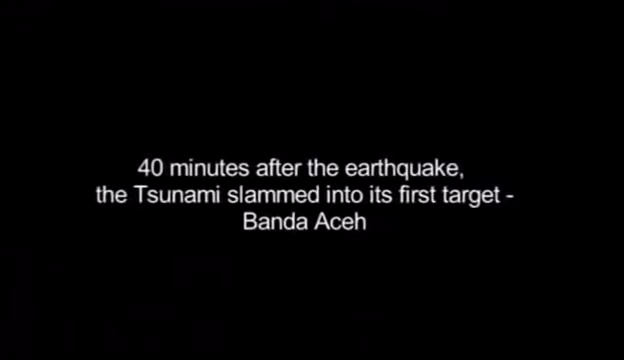 40 minutes after the earthquake,
the Tsunami slammed into its first target -
Banda Aceh